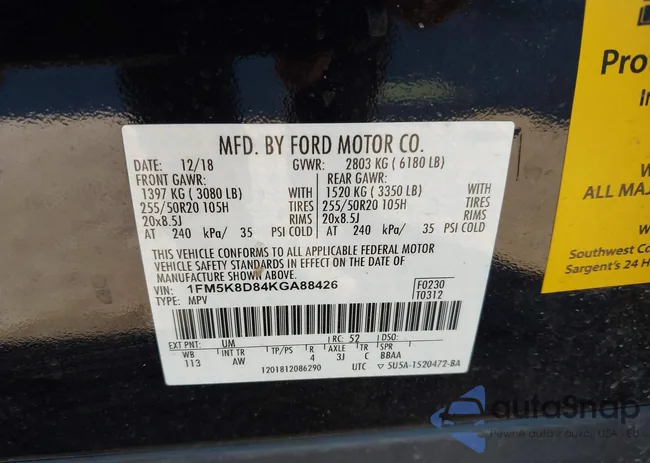 MFD. BY FORD MOTOR CO.
DATE: 12/18 GVWR: 2803 KG ( 6180 LB)
FRONT GAWR: REAR GAWR:
1397 KG ( 3080 LB) WITH 1520 KG ( 3350 LB) WITH
255/50R20 105H TIRES 255/50R20 105H TIRES
20x8.5J RIMS 20x8.5J RIMS
AT 240 kPa/ 35 PSI COLD AT 240 kPa/ 35 PSI COLD
THIS VEHICLE CONFORMS TO ALL APPLICABLE FEDERAL MOTOR
VEHICLE SAFETY STANDARDS IN EFFECT ON THE DATE OF
MANUFACTURE SHOWN ABOVE.
VIN: 1FM5K8D84KGA88426 F0230
TYPE: MPV T0312
EXT PNT: UM RC: 52 DSO:
WB INT TR TP/PS R AXLE TR SPR
113 AW 4 3J C BBAA
1201812086290 UTC ▽ 5U5A-1520472-BA
Pro
ALL MAJ
Southwest Co
Sargent's 24 H
autoSnap
Pewne auta z aukcji USA